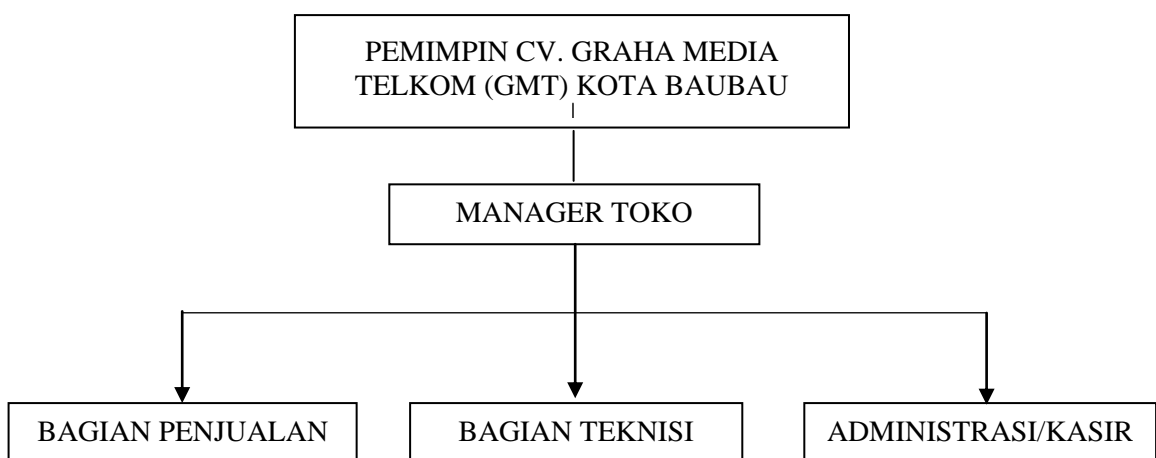 PEMIMPIN CV. GRAHA MEDIA
TELKOM (GMT) KOTA BAUBAU
MANAGER TOKO
BAGIAN PENJUALAN
BAGIAN TEKNISI
ADMINISTRASI/KASIR